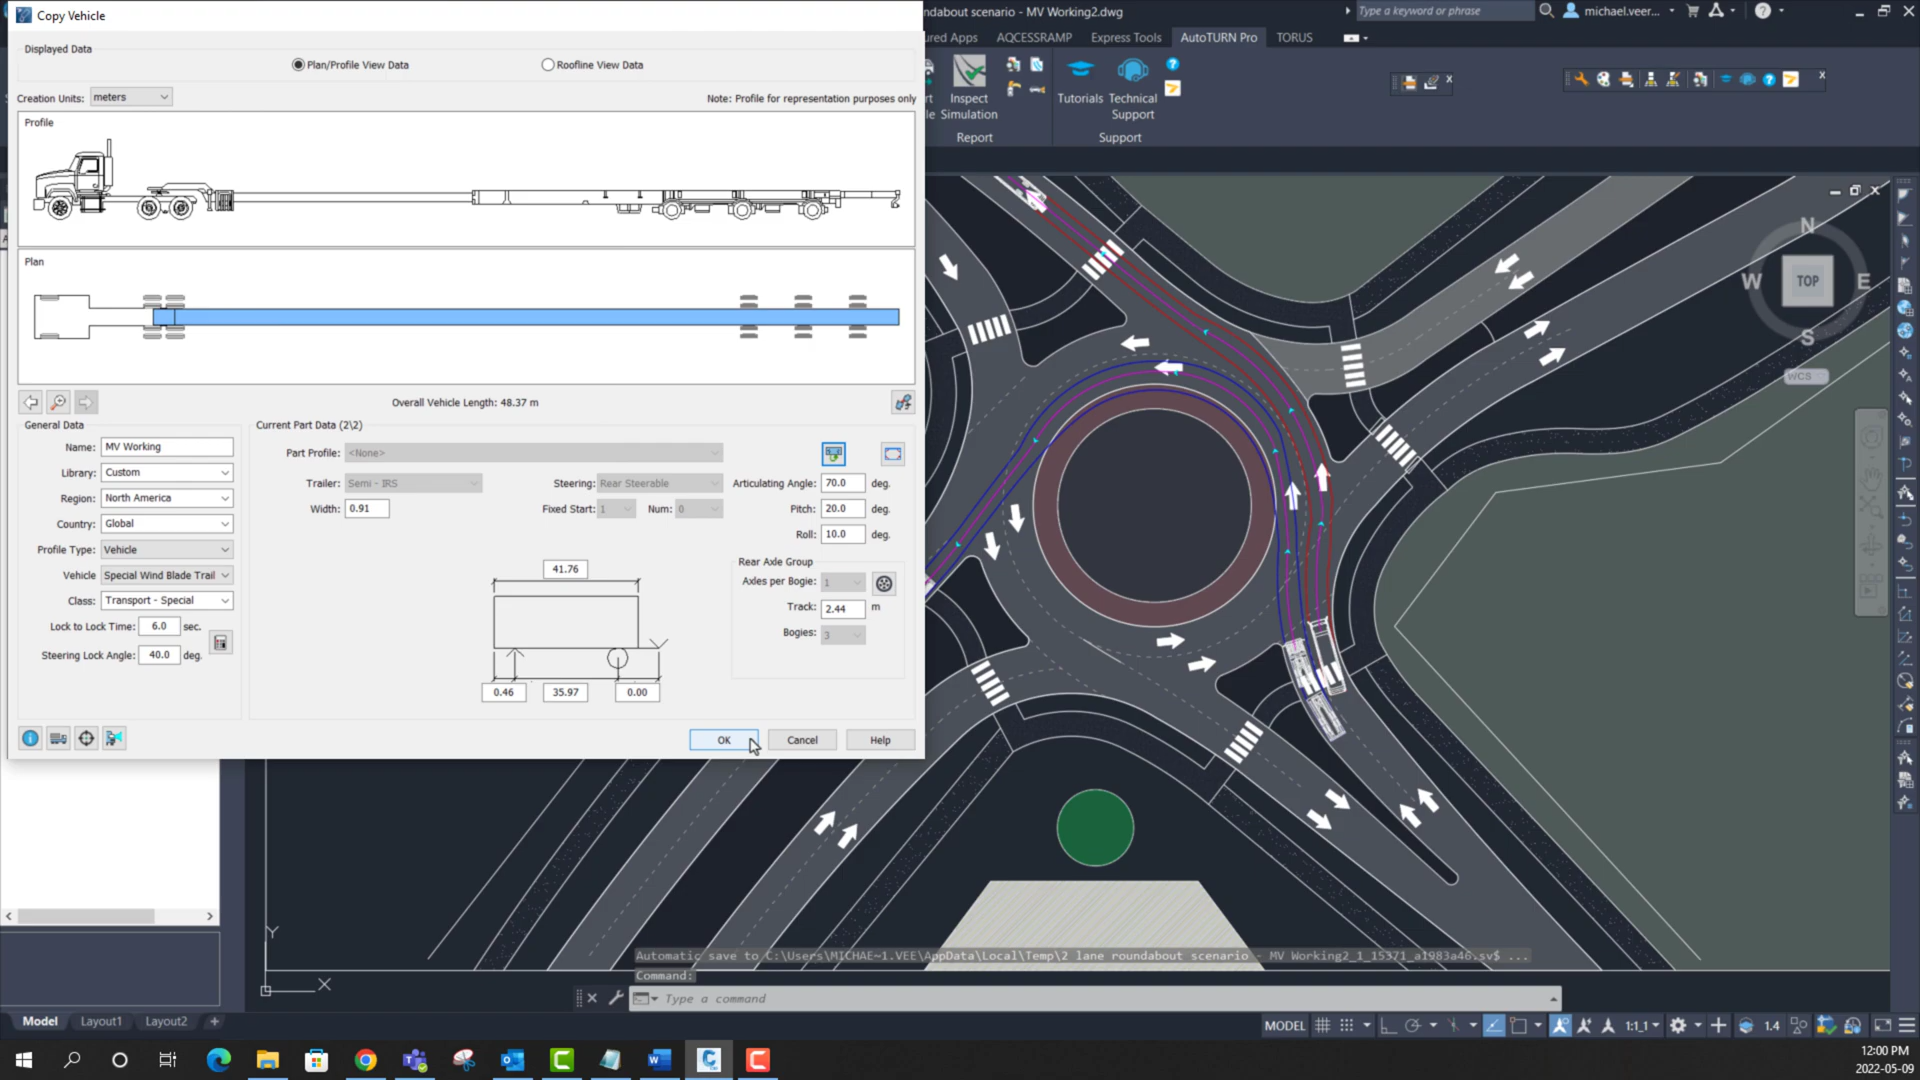 Copy Vehicle
Displayed Data
Plan/Profile View Data
Roofline View Data
Creation Units: meters
Note: Profile for representation purposes only
Profile
Plan
Overall Vehicle Length: 48.37 m
General Data
Name: MV Working
Library: Custom
Region: North America
Country: Global
Profile Type: Vehicle
Vehicle Special Wind Blade Trail
Class: Transport - Special
Lock to Lock Time: 6.0 sec.
Steering Lock Angle: 40.0 deg.
Current Part Data (2\2)
Part Profile: <None>
Trailer: Semi - IRS
Steering: Rear Steerable
Articulating Angle: 70.0 deg.
Width: 0.91
Fixed Start: 1 Num: 0
Pitch: 20.0 deg.
Roll: 10.0 deg.
41.76
0.46 35.97 0.00
Rear Axle Group
Axles per Bogie: 1
Track: 2.44 m
Bogies: 3
OK Cancel Help
ndabout scenario - MV Working2.dwg
Type a keyword or phrase
michael.veer...
ured Apps AQCESSRAMP Express Tools AutoTURN Pro TORUS
Inspect
Simulation
Tutorials
Technical
Support
Report
Support
N
W TOP E
S
WCS
Y
X
Automatic save to C:\Users\MICHAE~1.VEE\AppData\Local\Temp\2 lane roundabout scenario - MV Working2_1_15371_a1983a46.sv$ ...
Command:
Type a command
Model Layout1 Layout2 +
MODEL
1:1_1
1.4
12:00 PM
2022-05-09